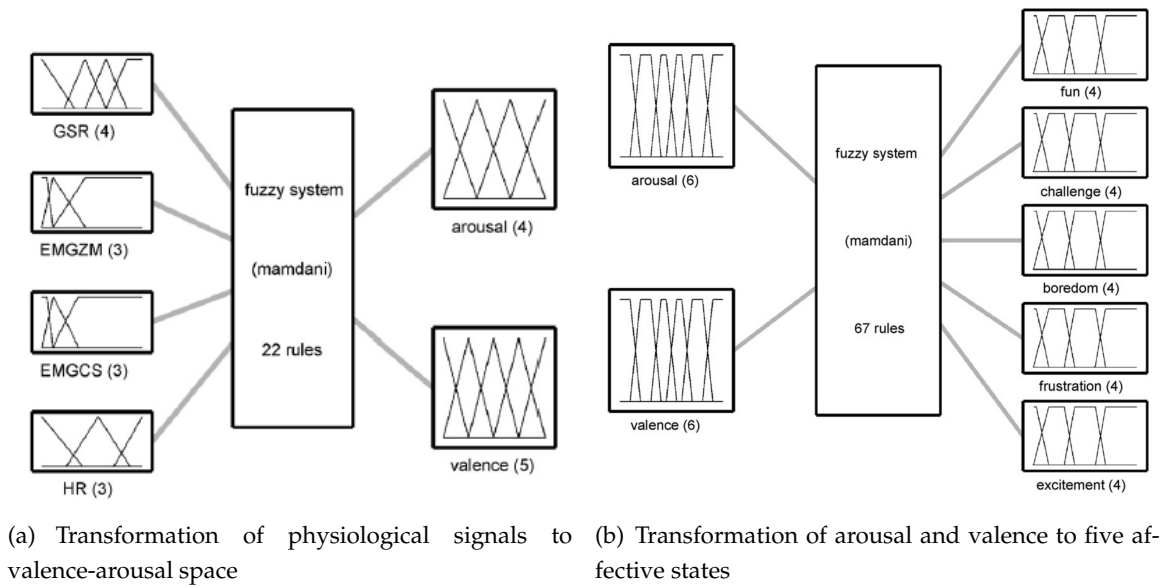 GSR (4)
EMGZM (3)
EMGCS (3)
HR (3)
fuzzy system
(mamdani)
22 rules
arousal (4)
valence (5)
arousal (6)
valence (6)
fuzzy system
(mamdani)
67 rules
fun (4)
challenge (4)
boredom (4)
frustration (4)
excitement (4)
(a) Transformation of physiological signals to
valence-arousal space
(b) Transformation of arousal and valence to five af-
fective states